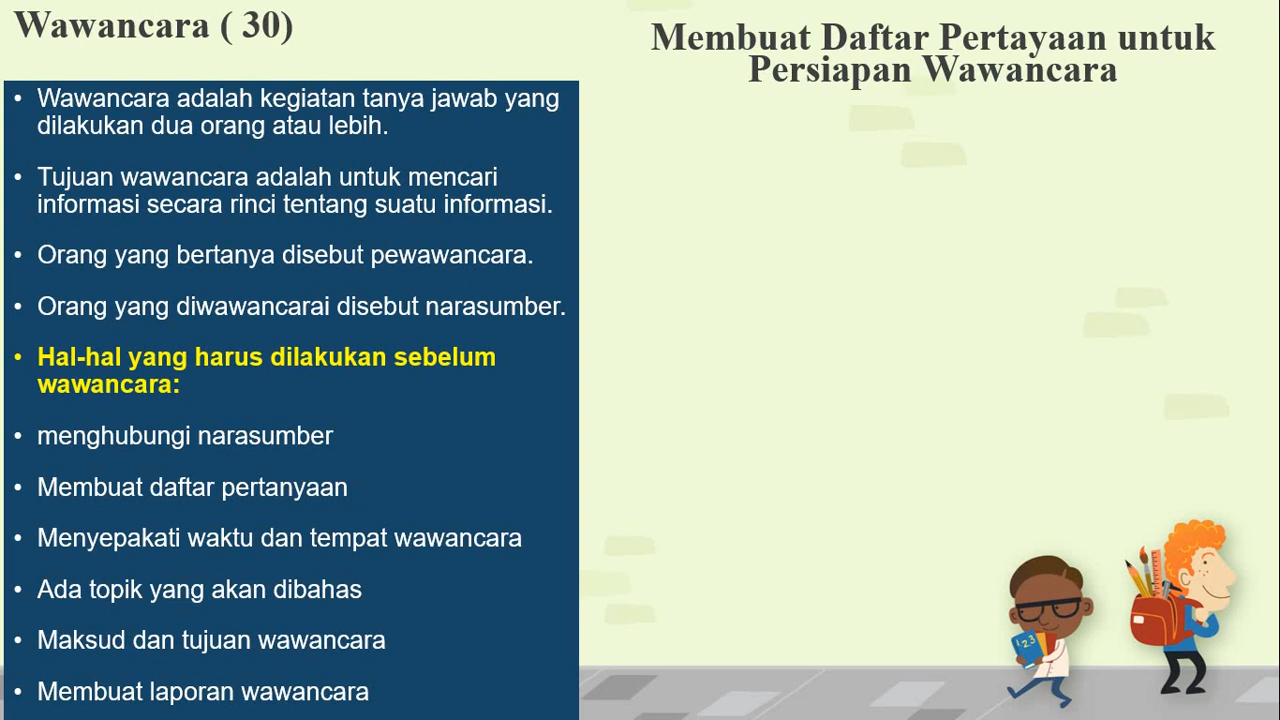 Wawancara ( 30)
Membuat Daftar Pertayaan untuk
Persiapan Wawancara
• Wawancara adalah kegiatan tanya jawab yang
dilakukan dua orang atau lebih.
• Tujuan wawancara adalah untuk mencari
informasi secara rinci tentang suatu informasi.
• Orang yang bertanya disebut pewawancara.
• Orang yang diwawancarai disebut narasumber.
• Hal-hal yang harus dilakukan sebelum
wawancara:
• menghubungi narasumber
• Membuat daftar pertanyaan
• Menyepakati waktu dan tempat wawancara
• Ada topik yang akan dibahas
• Maksud dan tujuan wawancara
• Membuat laporan wawancara
123